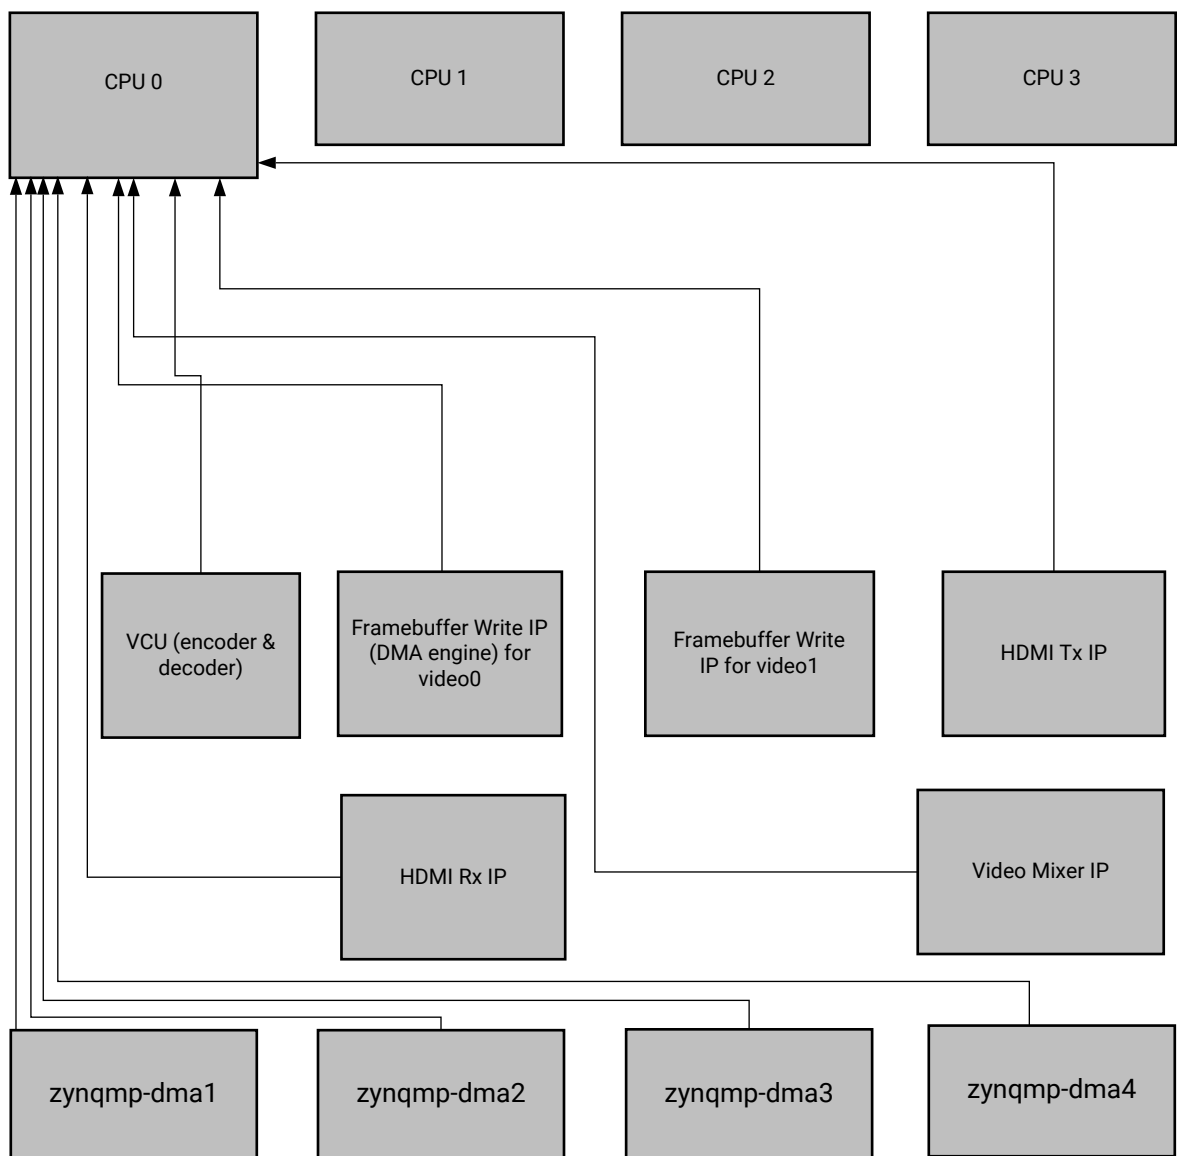 CPU 0
CPU 1
CPU 2
CPU 3
VCU (encoder &
decoder)
Framebuffer Write IP
(DMA engine) for
video0
Framebuffer Write
IP for video1
HDMI Tx IP
HDMI Rx IP
Video Mixer IP
zynqmp-dma1
zynqmp-dma2
zynqmp-dma3
zynqmp-dma4